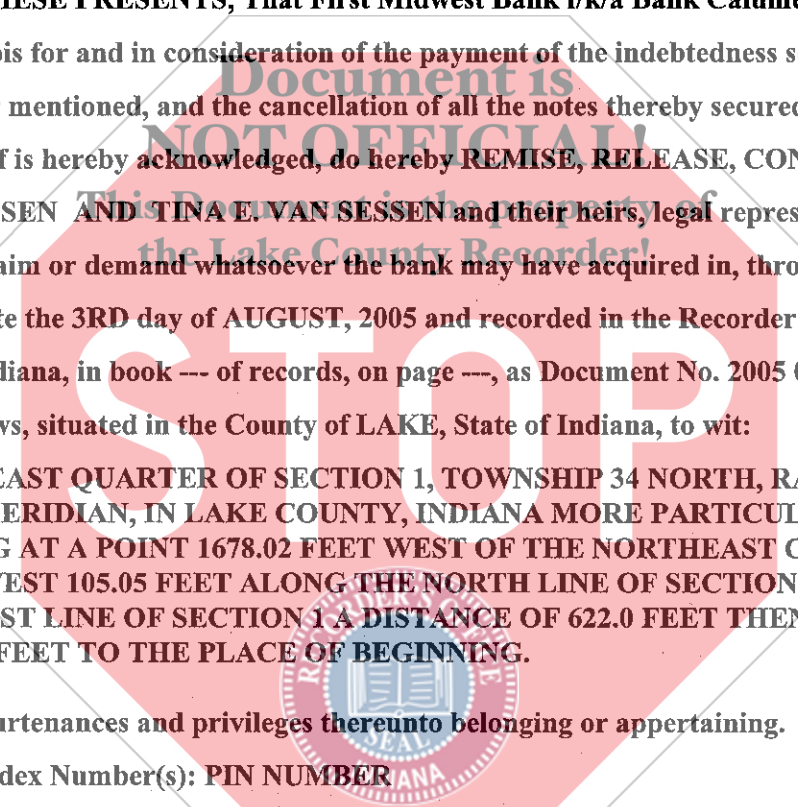 HESE PRESENTS, That First Midwest Bank f/k/a Bank Calume
ois for and in consideration of the payment of the indebtedness s
Document is
mentioned, and the cancellation of all the notes thereby secured
NOT OFFICIAL!
f is hereby acknowledged, do hereby REMISE, RELEASE, CON
This Document is the property of
SEN AND TINA E. VAN SESSEN and their heirs, legal repres
the Lake County Recorder!
aim or demand whatsoever the bank may have acquired in, thro
te the 3RD day of AUGUST, 2005 and recorded in the Recorder
diana, in book --- of records, on page ---, as Document No. 2005
STOP
ws, situated in the County of LAKE, State of Indiana, to wit:
EAST QUARTER OF SECTION 1, TOWNSHIP 34 NORTH, RA
ERIDIAN, IN LAKE COUNTY, INDIANA MORE PARTICUL
G AT A POINT 1678.02 FEET WEST OF THE NORTHEAST C
EST 105.05 FEET ALONG THE NORTH LINE OF SECTION
ST LINE OF SECTION 1 A DISTANCE OF 622.0 FEET THEN
FEET TO THE PLACE OF BEGINNING.
RECORDER'S OFFICE
SEAL
INDIANA
urtenances and privileges thereunto belonging or appertaining.
dex Number(s): PIN NUMBER